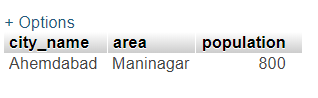 + Options
city_name area population
Ahemdabad Maninagar 800